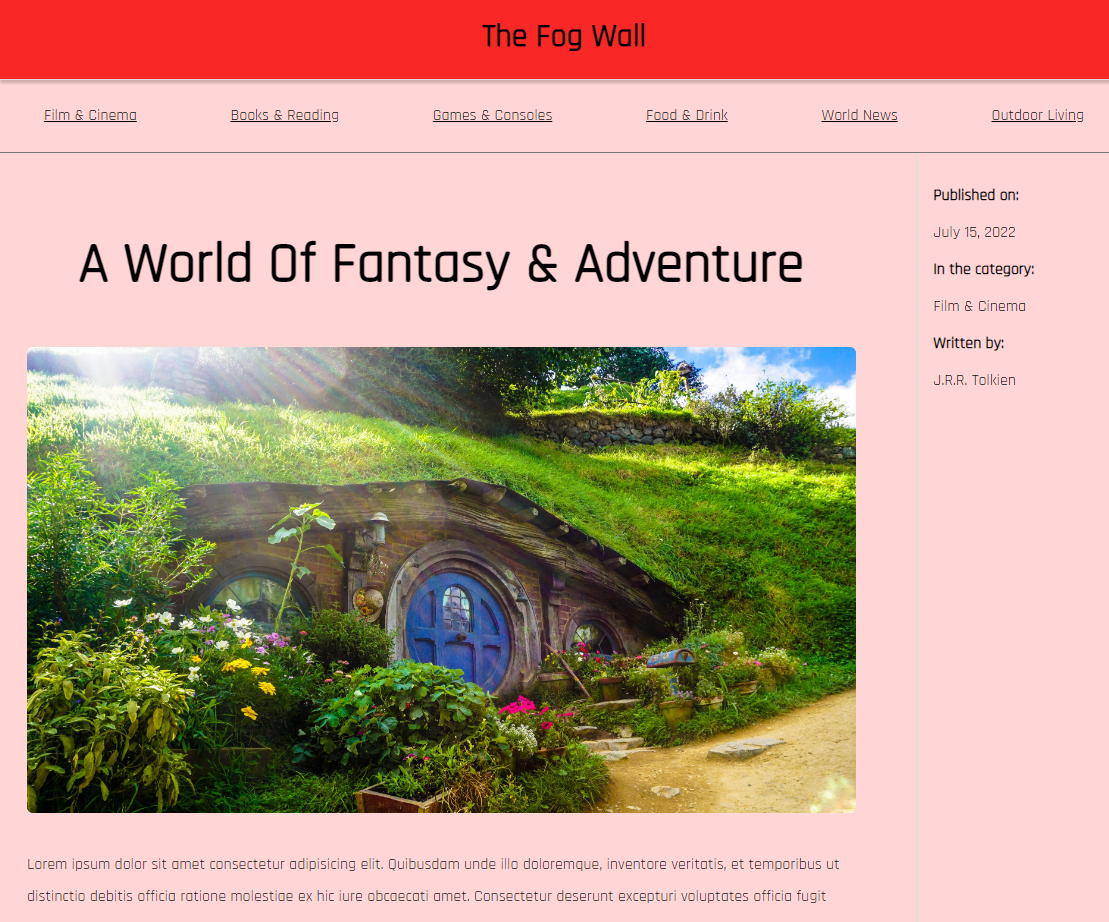 The Fog Wall
Film & Cinema
Books & Reading
Games & Consoles
Food & Drink
World News
Outdoor Living
A World Of Fantasy & Adventure
Published on:
July 15, 2022
In the category:
Film & Cinema
Written by:
J.R.R. Tolkien
Lorem ipsum dolor sit amet consectetur adipisicing elit. Quibusdam unde illo doloremque, inventore veritatis, et temporibus ut
distinctio debitis officia ratione molestiae ex hic iure obcaecati amet. Consectetur deserunt excepturi voluptates officia fugit